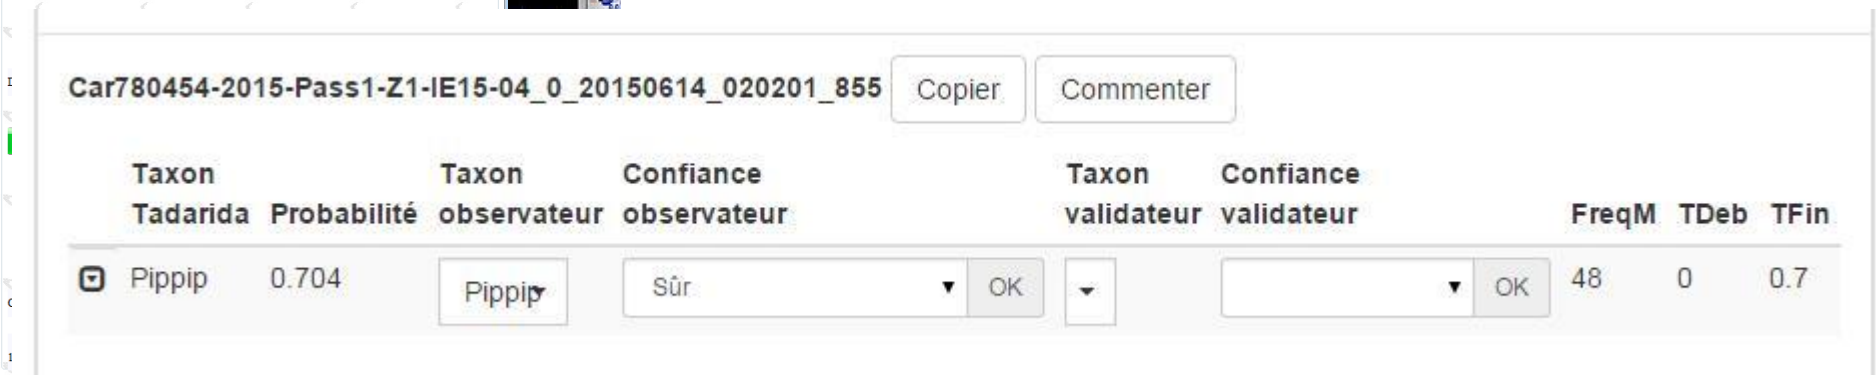 Car780454-2015-Pass1-Z1-IE15-04_0_20150614_020201_855 Copier Commenter
Taxon Taxon Confiance Taxon Confiance
Tadarida Probabilité observateur observateur validateur validateur FreqM TDeb TFin
Pippip 0.704 Pippip Sûr OK OK 48 0 0.7